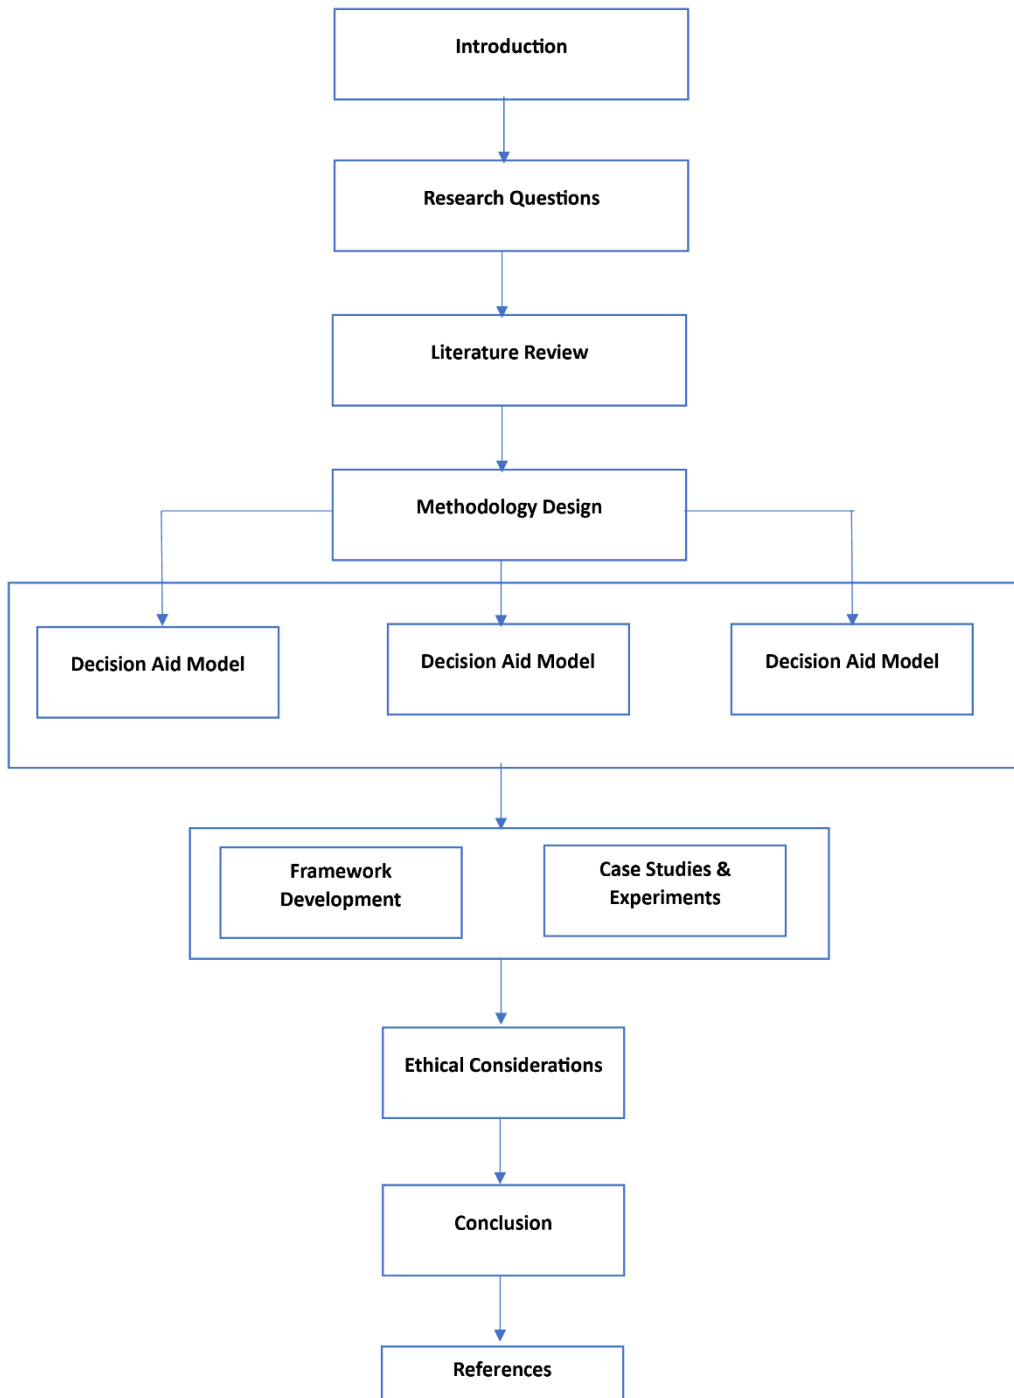 Introduction
Research Questions
Literature Review
Methodology Design
Decision Aid Model
Decision Aid Model
Decision Aid Model
Framework
Development
Case Studies &
Experiments
Ethical Considerations
Conclusion
References